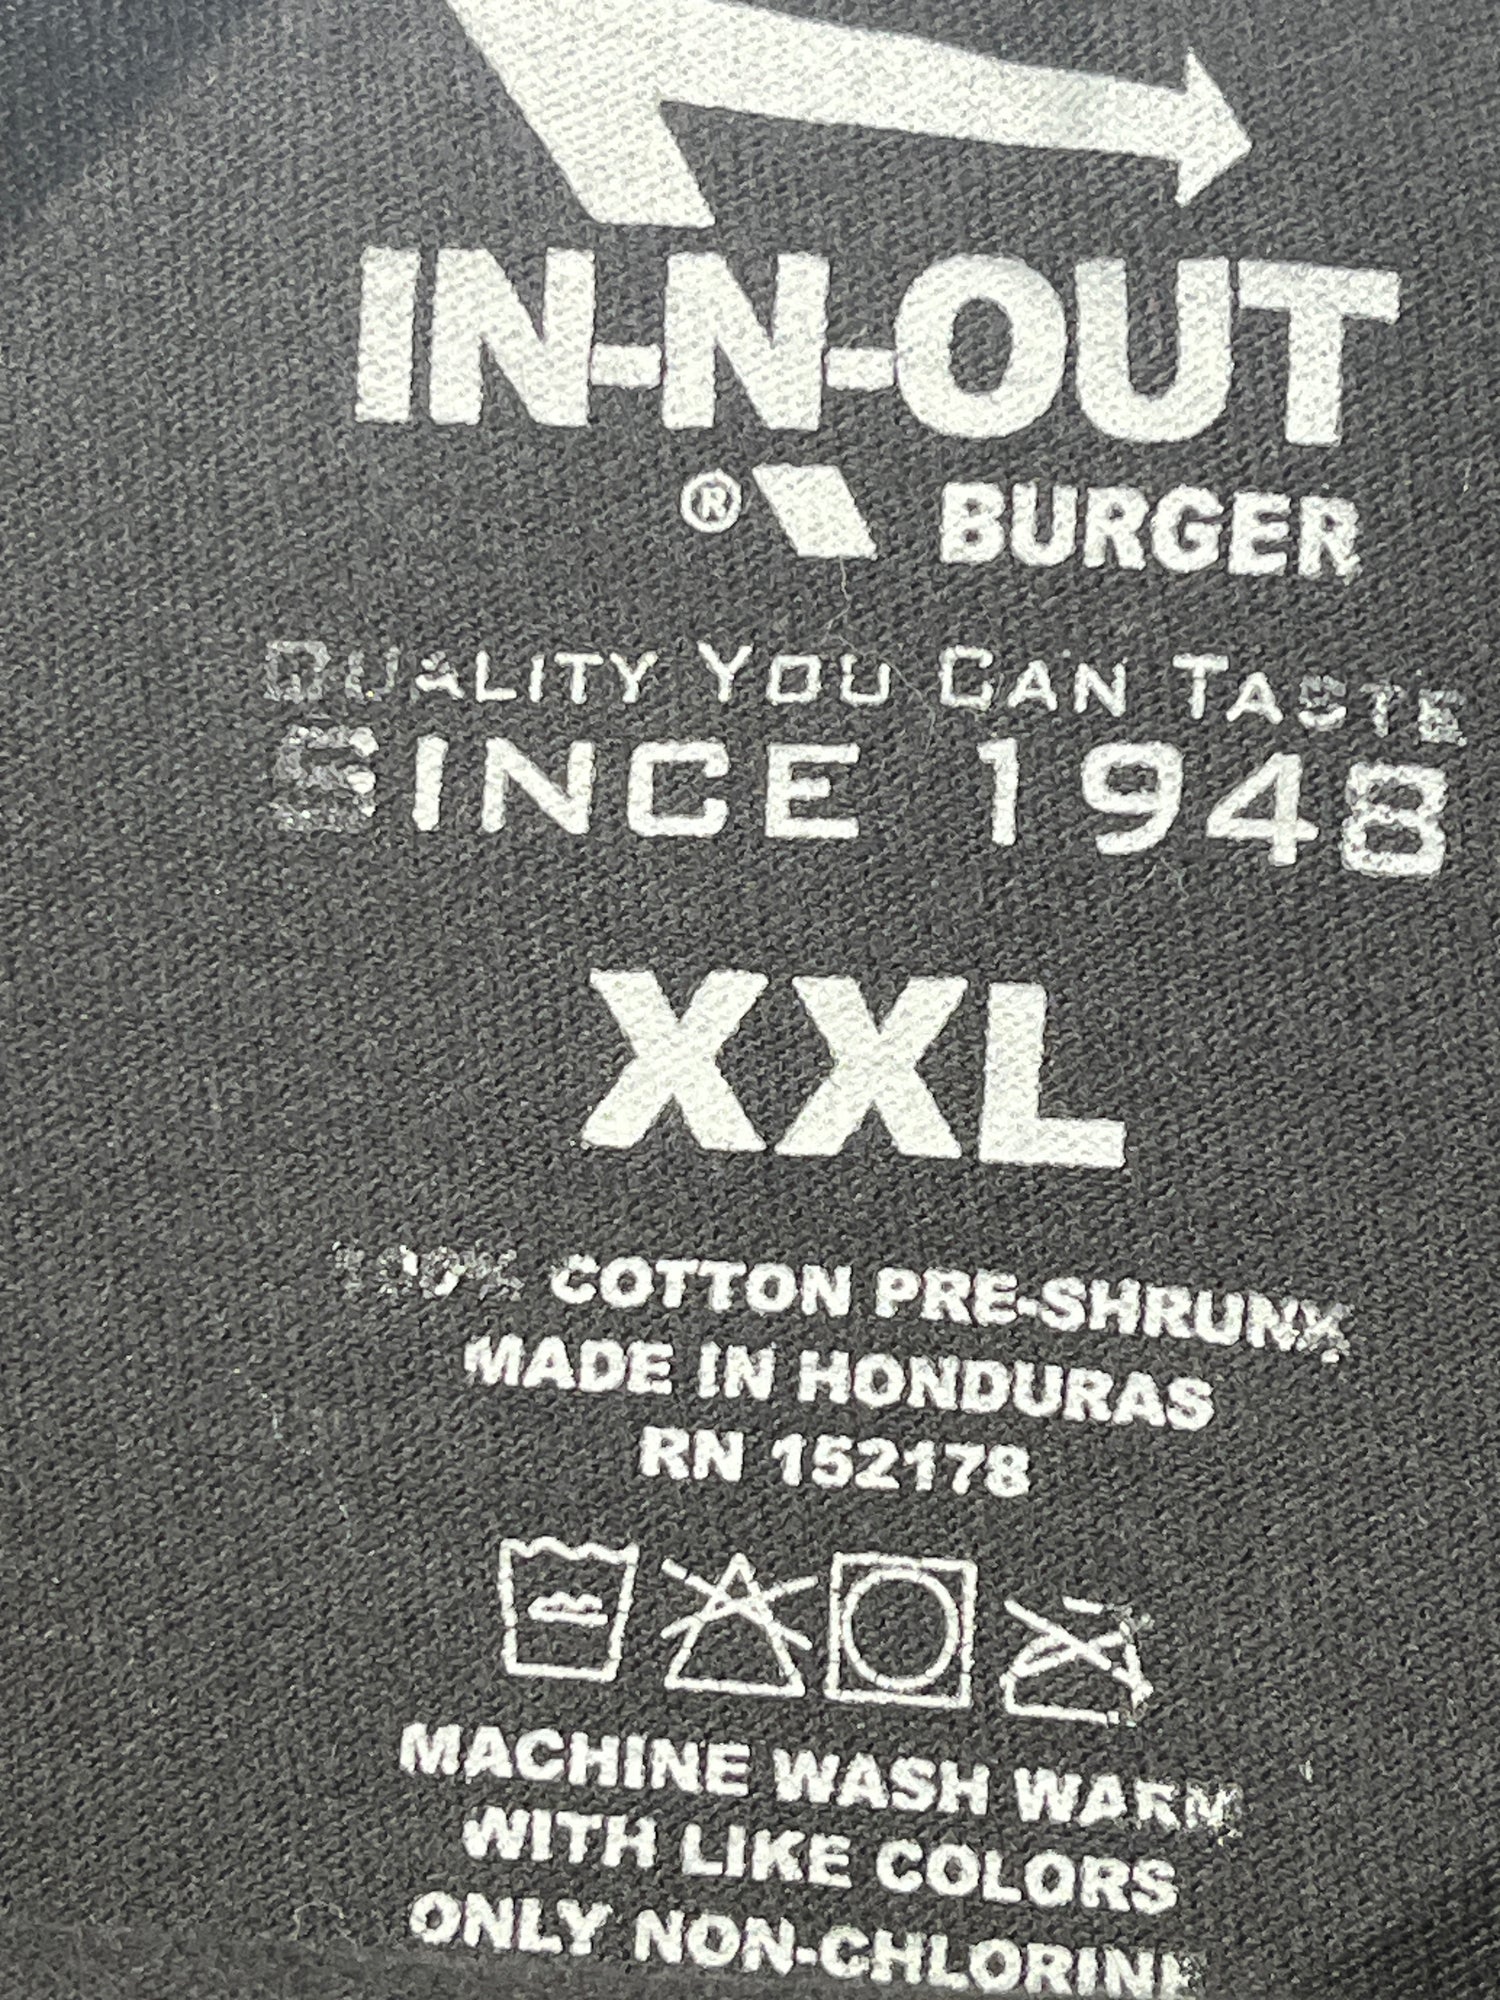 IN-N-OUT
® BURGER
QUALITY YOU CAN TASTE
SINCE 1948
XXL
100% COTTON PRE-SHRUNK
MADE IN HONDURAS
RN 152178
MACHINE WASH WARM
WITH LIKE COLORS
ONLY NON-CHLORINE